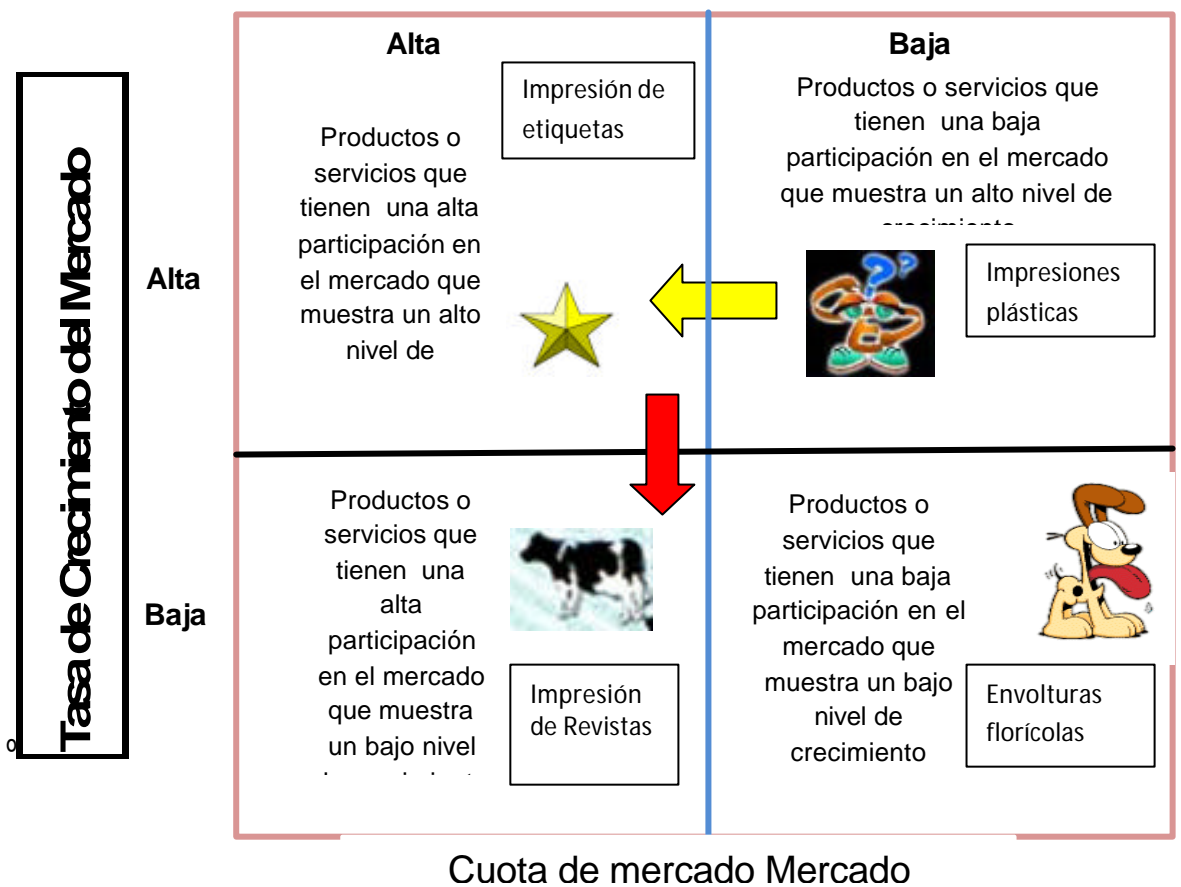 Alta
Baja
Impresión de
etiquetas
Productos o
servicios que
tienen una alta
participación en
el mercado que
muestra un alto
nivel de
Productos o servicios que
tienen una baja
participación en el mercado
que muestra un alto nivel de
crecimiento
Impresiones
plásticas
Tasa de Crecimiento del Mercado
Alta
Baja
Productos o
servicios que
tienen una
alta
participación
en el mercado
que muestra
un bajo nivel
Impresión
de Revistas
Productos o
servicios que
tienen una baja
participación en el
mercado que
muestra un bajo
nivel de
crecimiento
Envolturas
florícolas
Cuota de mercado Mercado